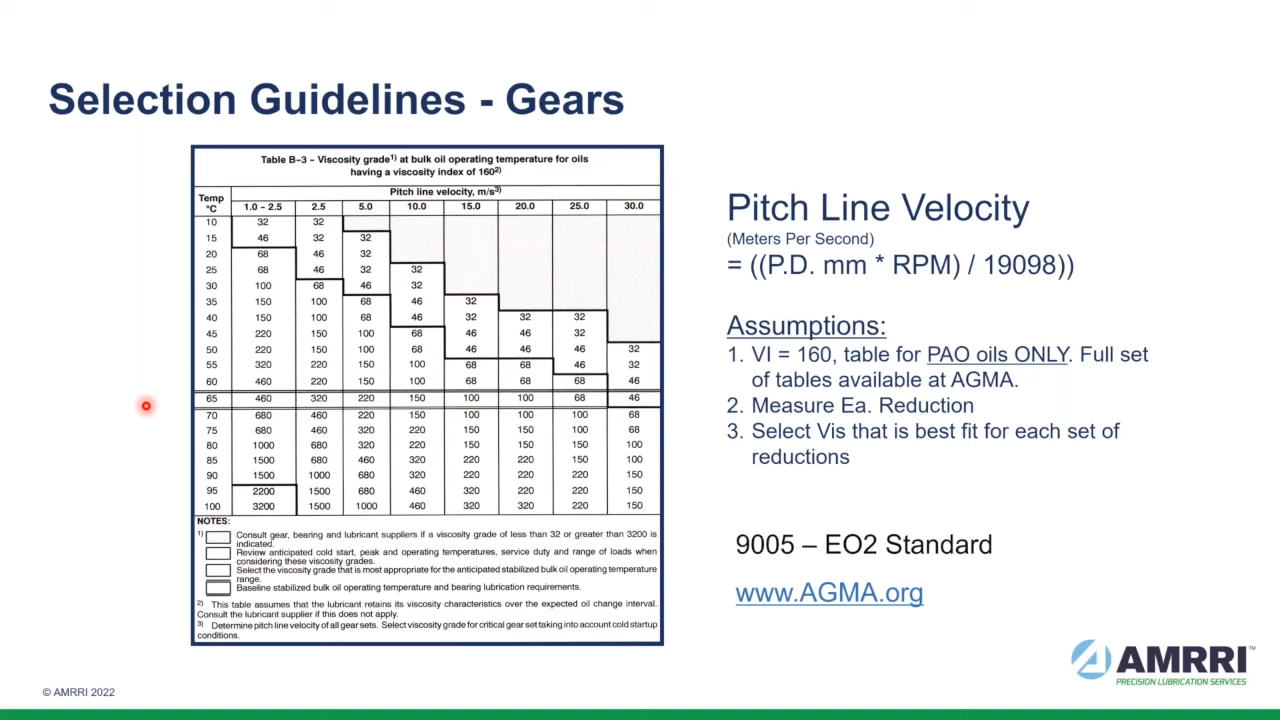 Selection Guidelines - Gears
Table B-3 – Viscosity grade1) at bulk oil operating temperature for oils
having a viscosity index of 1602)
Temp °C
Pitch line velocity, m/s3)
1.0 – 2.5 2.5 5.0 10.0 15.0 20.0 25.0 30.0
10 32 32
15 46 32 32
20 68 46 32
25 68 46 32 32
30 100 68 46 32
35 150 100 68 46 32
40 150 100 68 46 32 32 32
45 220 150 100 68 46 46 32
50 220 150 100 68 46 46 46 32
55 320 220 150 100 68 68 46 32
60 460 220 150 100 68 68 68 46
65 460 320 220 150 100 100 68 46
70 680 460 220 150 100 100 100 68
75 680 460 320 220 150 150 100 68
80 1000 680 320 220 150 150 150 100
85 1500 680 460 320 220 220 150 100
90 1500 1000 680 320 220 220 220 150
95 2200 1500 680 460 320 220 220 150
100 3200 1500 1000 460 320 320 220 150
NOTES:
1) Consult gear, bearing and lubricant suppliers if a viscosity grade of less than 32 or greater than 3200 is
indicated.
Review anticipated cold start, peak and operating temperatures, service duty and range of loads when
considering these viscosity grades.
Select the viscosity grade that is most appropriate for the anticipated stabilized bulk oil operating temperature
range.
Baseline stabilized bulk oil operating temperature and bearing lubrication requirements.
2) This table assumes that the lubricant retains its viscosity characteristics over the expected oil change interval.
Consult the lubricant supplier if this does not apply.
3) Determine pitch line velocity of all gear sets. Select viscosity grade for critical gear set taking into account cold startup
conditions.
Pitch Line Velocity
(Meters Per Second)
= ((P.D. mm * RPM) / 19098))
Assumptions:
1. VI = 160, table for PAO oils ONLY. Full set
of tables available at AGMA.
2. Measure Ea. Reduction
3. Select Vis that is best fit for each set of
reductions
9005 – EO2 Standard
www.AGMA.org
AMRRI™
PRECISION LUBRICATION SERVICES
© AMRRI 2022